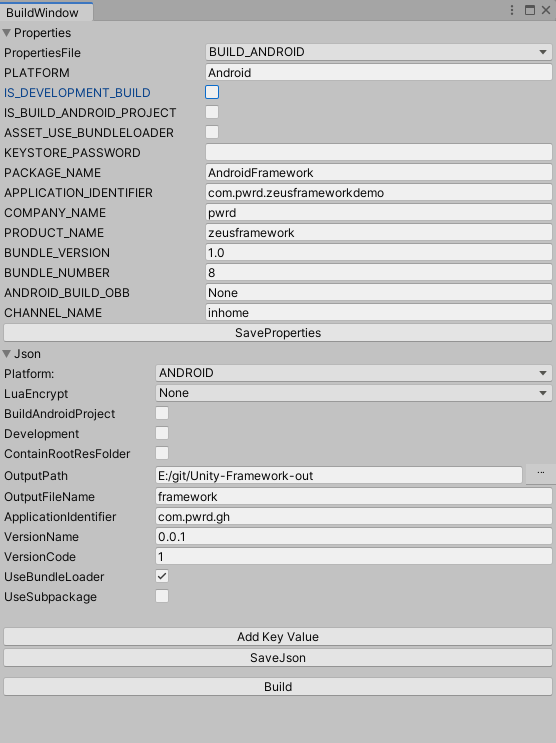 BuildWindow
Properties
PropertiesFile BUILD_ANDROID
PLATFORM Android
IS_DEVELOPMENT_BUILD
IS_BUILD_ANDROID_PROJECT
ASSET_USE_BUNDLELOADER
KEYSTORE_PASSWORD
PACKAGE_NAME AndroidFramework
APPLICATION_IDENTIFIER com.pwrd.zeusframeworkdemo
COMPANY_NAME pwrd
PRODUCT_NAME zeusframework
BUNDLE_VERSION 1.0
BUNDLE_NUMBER 8
ANDROID_BUILD_OBB None
CHANNEL_NAME inhome
SaveProperties
Json
Platform: ANDROID
LuaEncrypt None
BuildAndroidProject
Development
ContainRootResFolder
OutputPath E:/git/Unity-Framework-out ...
OutputFileName framework
ApplicationIdentifier com.pwrd.gh
VersionName 0.0.1
VersionCode 1
UseBundleLoader
UseSubpackage
Add Key Value
SaveJson
Build